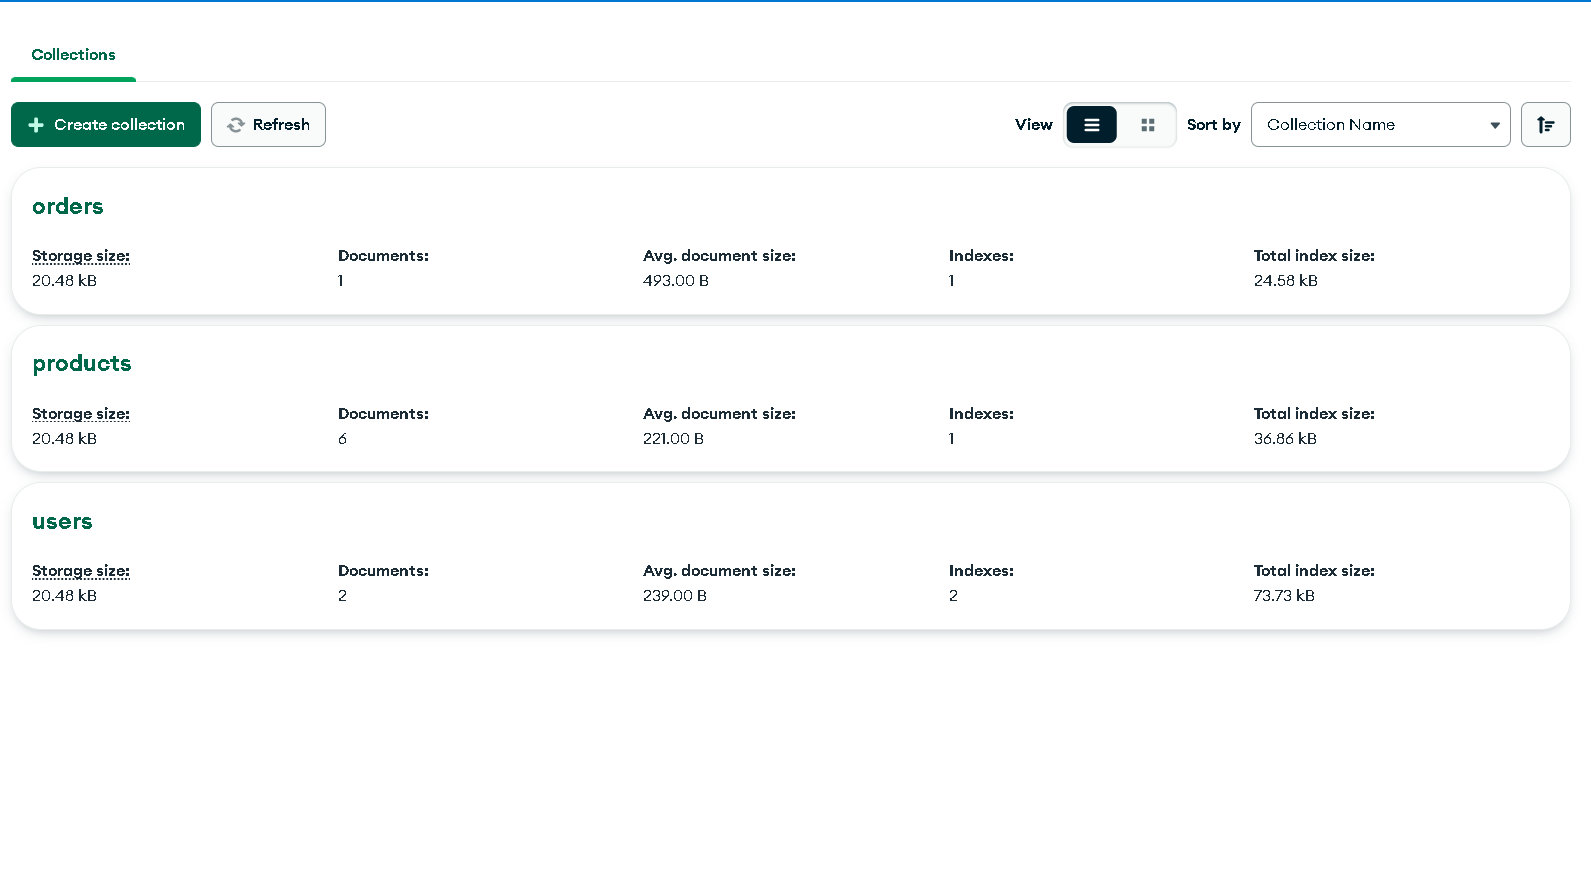 Collections
Create collection Refresh View Sort by Collection Name
orders
Storage size: Documents: Avg. document size: Indexes: Total index size:
20.48 kB 1 493.00 B 1 24.58 kB
products
Storage size: Documents: Avg. document size: Indexes: Total index size:
20.48 kB 6 221.00 B 1 36.86 kB
users
Storage size: Documents: Avg. document size: Indexes: Total index size:
20.48 kB 2 239.00 B 2 73.73 kB